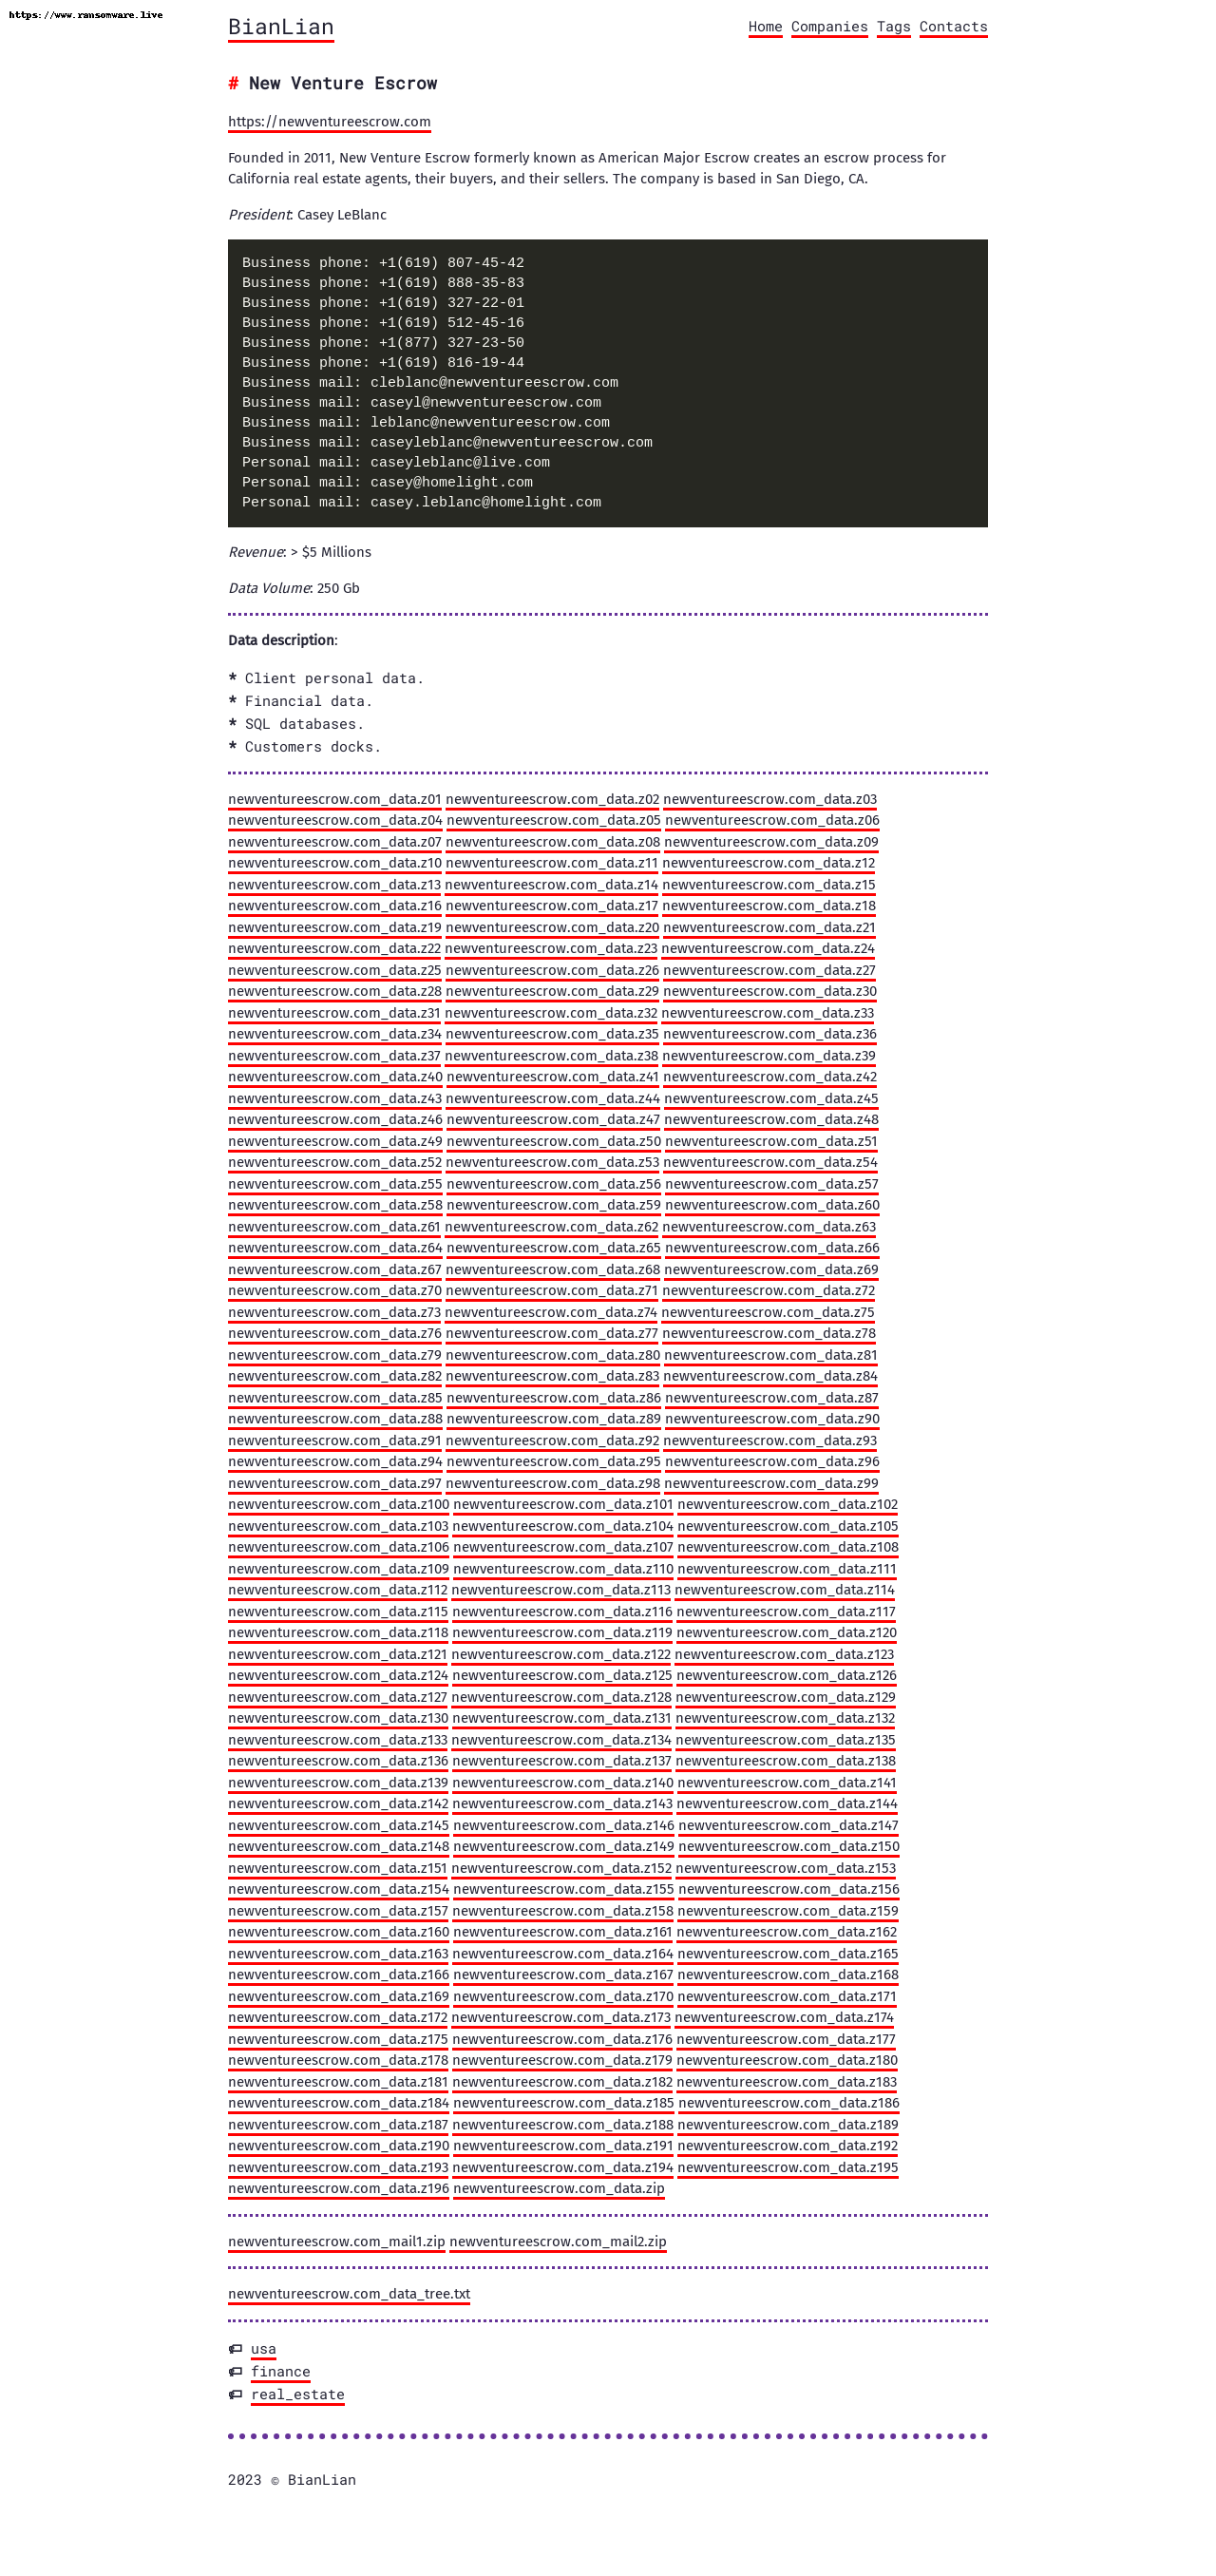 https://www.ransomware.live
BianLian
Home Companies Tags Contacts
# New Venture Escrow
https://newventureescrow.com
Founded in 2011, New Venture Escrow formerly known as American Major Escrow creates an escrow process for
California real estate agents, their buyers, and their sellers. The company is based in San Diego, CA.
President: Casey LeBlanc
Business phone: +1(619) 807-45-42
Business phone: +1(619) 888-35-83
Business phone: +1(619) 327-22-01
Business phone: +1(619) 512-45-16
Business phone: +1(877) 327-23-50
Business phone: +1(619) 816-19-44
Business mail: cleblanc@newventureescrow.com
Business mail: caseyl@newventureescrow.com
Business mail: leblanc@newventureescrow.com
Business mail: caseyleblanc@newventureescrow.com
Personal mail: caseyleblanc@live.com
Personal mail: casey@homelight.com
Personal mail: casey.leblanc@homelight.com
Revenue: > $5 Millions
Data Volume: 250 Gb
Data description:
* Client personal data.
* Financial data.
* SQL databases.
* Customers docks.
newventureescrow.com_data.z01 newventureescrow.com_data.z02 newventureescrow.com_data.z03
newventureescrow.com_data.z04 newventureescrow.com_data.z05 newventureescrow.com_data.z06
newventureescrow.com_data.z07 newventureescrow.com_data.z08 newventureescrow.com_data.z09
newventureescrow.com_data.z10 newventureescrow.com_data.z11 newventureescrow.com_data.z12
newventureescrow.com_data.z13 newventureescrow.com_data.z14 newventureescrow.com_data.z15
newventureescrow.com_data.z16 newventureescrow.com_data.z17 newventureescrow.com_data.z18
newventureescrow.com_data.z19 newventureescrow.com_data.z20 newventureescrow.com_data.z21
newventureescrow.com_data.z22 newventureescrow.com_data.z23 newventureescrow.com_data.z24
newventureescrow.com_data.z25 newventureescrow.com_data.z26 newventureescrow.com_data.z27
newventureescrow.com_data.z28 newventureescrow.com_data.z29 newventureescrow.com_data.z30
newventureescrow.com_data.z31 newventureescrow.com_data.z32 newventureescrow.com_data.z33
newventureescrow.com_data.z34 newventureescrow.com_data.z35 newventureescrow.com_data.z36
newventureescrow.com_data.z37 newventureescrow.com_data.z38 newventureescrow.com_data.z39
newventureescrow.com_data.z40 newventureescrow.com_data.z41 newventureescrow.com_data.z42
newventureescrow.com_data.z43 newventureescrow.com_data.z44 newventureescrow.com_data.z45
newventureescrow.com_data.z46 newventureescrow.com_data.z47 newventureescrow.com_data.z48
newventureescrow.com_data.z49 newventureescrow.com_data.z50 newventureescrow.com_data.z51
newventureescrow.com_data.z52 newventureescrow.com_data.z53 newventureescrow.com_data.z54
newventureescrow.com_data.z55 newventureescrow.com_data.z56 newventureescrow.com_data.z57
newventureescrow.com_data.z58 newventureescrow.com_data.z59 newventureescrow.com_data.z60
newventureescrow.com_data.z61 newventureescrow.com_data.z62 newventureescrow.com_data.z63
newventureescrow.com_data.z64 newventureescrow.com_data.z65 newventureescrow.com_data.z66
newventureescrow.com_data.z67 newventureescrow.com_data.z68 newventureescrow.com_data.z69
newventureescrow.com_data.z70 newventureescrow.com_data.z71 newventureescrow.com_data.z72
newventureescrow.com_data.z73 newventureescrow.com_data.z74 newventureescrow.com_data.z75
newventureescrow.com_data.z76 newventureescrow.com_data.z77 newventureescrow.com_data.z78
newventureescrow.com_data.z79 newventureescrow.com_data.z80 newventureescrow.com_data.z81
newventureescrow.com_data.z82 newventureescrow.com_data.z83 newventureescrow.com_data.z84
newventureescrow.com_data.z85 newventureescrow.com_data.z86 newventureescrow.com_data.z87
newventureescrow.com_data.z88 newventureescrow.com_data.z89 newventureescrow.com_data.z90
newventureescrow.com_data.z91 newventureescrow.com_data.z92 newventureescrow.com_data.z93
newventureescrow.com_data.z94 newventureescrow.com_data.z95 newventureescrow.com_data.z96
newventureescrow.com_data.z97 newventureescrow.com_data.z98 newventureescrow.com_data.z99
newventureescrow.com_data.z100 newventureescrow.com_data.z101 newventureescrow.com_data.z102
newventureescrow.com_data.z103 newventureescrow.com_data.z104 newventureescrow.com_data.z105
newventureescrow.com_data.z106 newventureescrow.com_data.z107 newventureescrow.com_data.z108
newventureescrow.com_data.z109 newventureescrow.com_data.z110 newventureescrow.com_data.z111
newventureescrow.com_data.z112 newventureescrow.com_data.z113 newventureescrow.com_data.z114
newventureescrow.com_data.z115 newventureescrow.com_data.z116 newventureescrow.com_data.z117
newventureescrow.com_data.z118 newventureescrow.com_data.z119 newventureescrow.com_data.z120
newventureescrow.com_data.z121 newventureescrow.com_data.z122 newventureescrow.com_data.z123
newventureescrow.com_data.z124 newventureescrow.com_data.z125 newventureescrow.com_data.z126
newventureescrow.com_data.z127 newventureescrow.com_data.z128 newventureescrow.com_data.z129
newventureescrow.com_data.z130 newventureescrow.com_data.z131 newventureescrow.com_data.z132
newventureescrow.com_data.z133 newventureescrow.com_data.z134 newventureescrow.com_data.z135
newventureescrow.com_data.z136 newventureescrow.com_data.z137 newventureescrow.com_data.z138
newventureescrow.com_data.z139 newventureescrow.com_data.z140 newventureescrow.com_data.z141
newventureescrow.com_data.z142 newventureescrow.com_data.z143 newventureescrow.com_data.z144
newventureescrow.com_data.z145 newventureescrow.com_data.z146 newventureescrow.com_data.z147
newventureescrow.com_data.z148 newventureescrow.com_data.z149 newventureescrow.com_data.z150
newventureescrow.com_data.z151 newventureescrow.com_data.z152 newventureescrow.com_data.z153
newventureescrow.com_data.z154 newventureescrow.com_data.z155 newventureescrow.com_data.z156
newventureescrow.com_data.z157 newventureescrow.com_data.z158 newventureescrow.com_data.z159
newventureescrow.com_data.z160 newventureescrow.com_data.z161 newventureescrow.com_data.z162
newventureescrow.com_data.z163 newventureescrow.com_data.z164 newventureescrow.com_data.z165
newventureescrow.com_data.z166 newventureescrow.com_data.z167 newventureescrow.com_data.z168
newventureescrow.com_data.z169 newventureescrow.com_data.z170 newventureescrow.com_data.z171
newventureescrow.com_data.z172 newventureescrow.com_data.z173 newventureescrow.com_data.z174
newventureescrow.com_data.z175 newventureescrow.com_data.z176 newventureescrow.com_data.z177
newventureescrow.com_data.z178 newventureescrow.com_data.z179 newventureescrow.com_data.z180
newventureescrow.com_data.z181 newventureescrow.com_data.z182 newventureescrow.com_data.z183
newventureescrow.com_data.z184 newventureescrow.com_data.z185 newventureescrow.com_data.z186
newventureescrow.com_data.z187 newventureescrow.com_data.z188 newventureescrow.com_data.z189
newventureescrow.com_data.z190 newventureescrow.com_data.z191 newventureescrow.com_data.z192
newventureescrow.com_data.z193 newventureescrow.com_data.z194 newventureescrow.com_data.z195
newventureescrow.com_data.z196 newventureescrow.com_data.zip
newventureescrow.com_mail1.zip newventureescrow.com_mail2.zip
newventureescrow.com_data_tree.txt
usa
finance
real_estate
2023 © BianLian